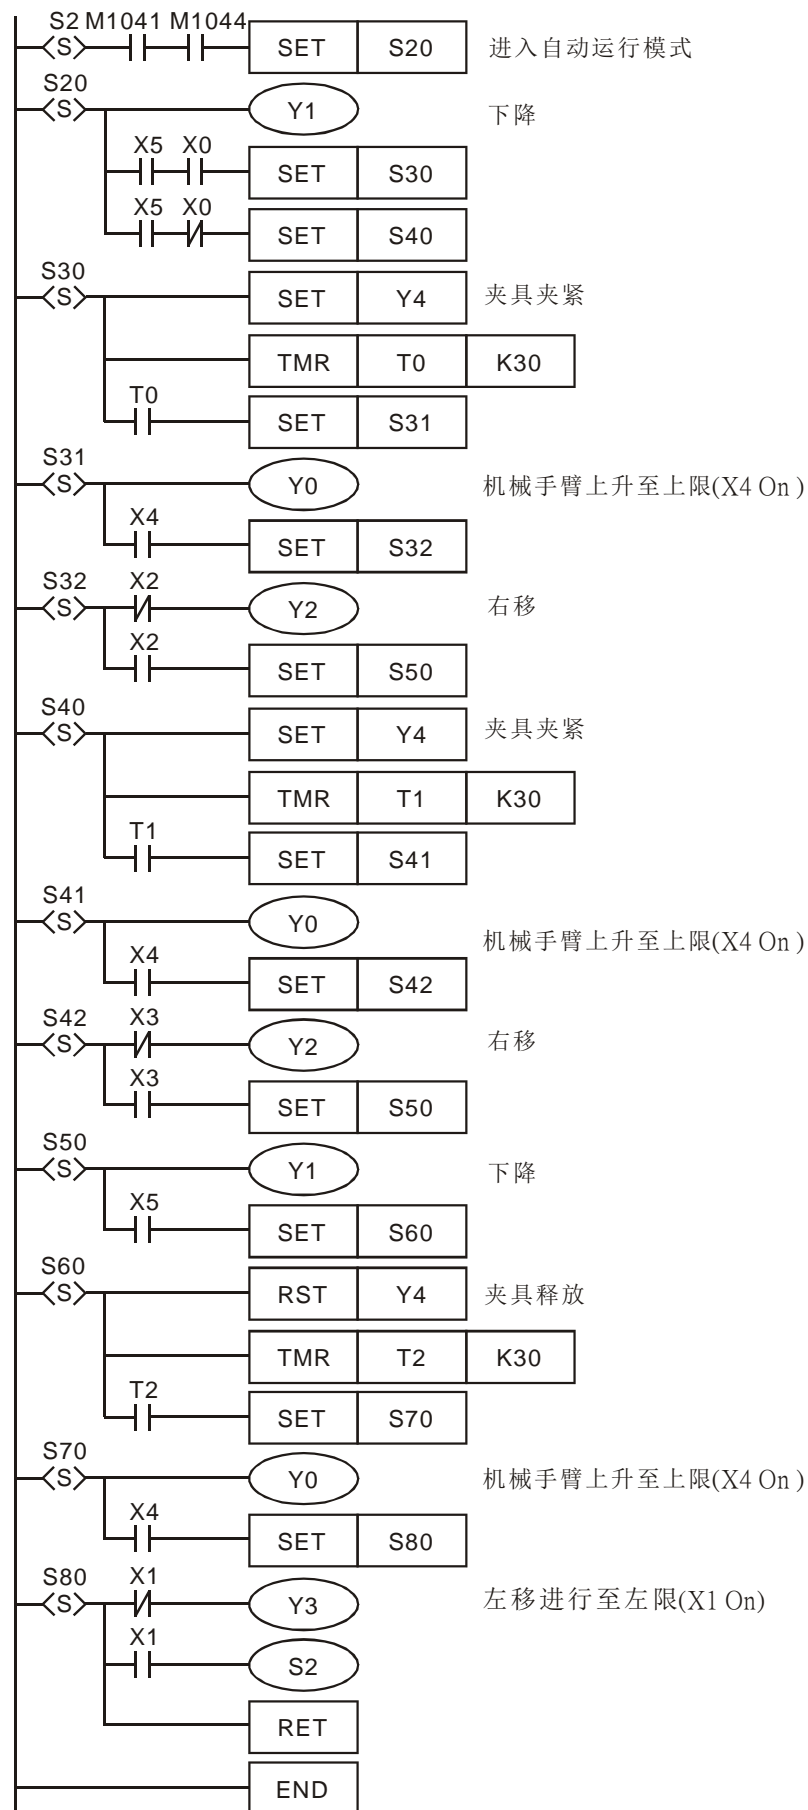 S2 M1041 M1044
S SET S20 进入自动运行模式
S20
S Y1 下降
X5 X0
SET S30
X5 X0
SET S40
S30
S SET Y4 夹具夹紧
TMR T0 K30
T0
SET S31
S31
S Y0 机械手臂上升至上限(X4 On)
X4
SET S32
S32 X2
S Y2 右移
X2
SET S50
S40
S SET Y4 夹具夹紧
TMR T1 K30
T1
SET S41
S41
S Y0 机械手臂上升至上限(X4 On)
X4
SET S42
S42 X3
S Y2 右移
X3
SET S50
S50
S Y1 下降
X5
SET S60
S60
S RST Y4 夹具释放
TMR T2 K30
T2
SET S70
S70
S Y0 机械手臂上升至上限(X4 On)
X4
SET S80
S80 X1
S Y3 左移进行至左限(X1 On)
X1
S2
RET
END